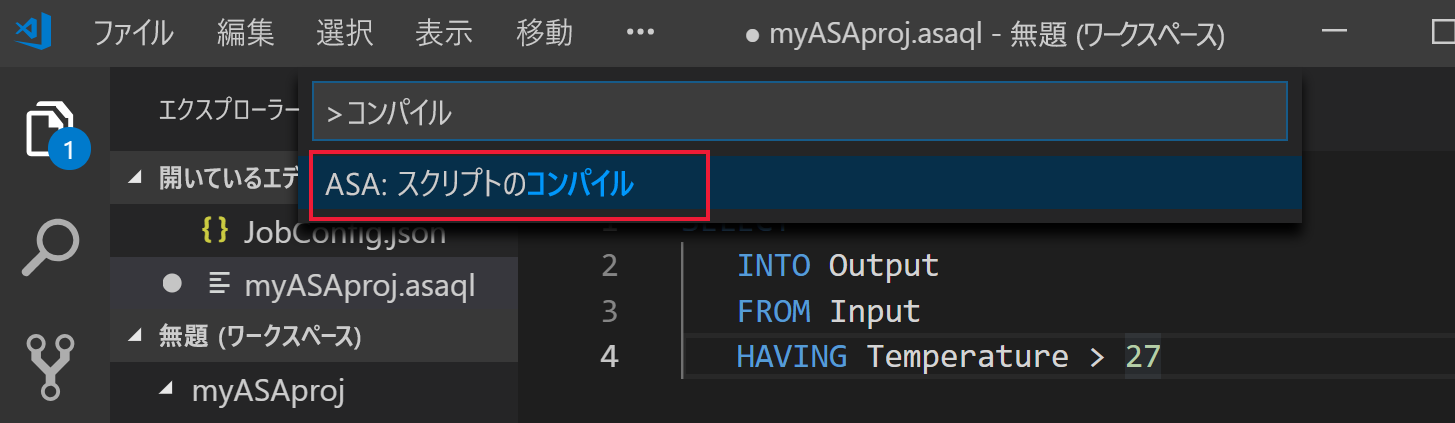 ファイル 編集 選択 表示 移動 ••• ● myASAproj.asaql - 無題 (ワークスペース)
エクスプローラー
>コンパイル
1
開いているエデ
ASA: スクリプトのコンパイル
{} JobConfig.json
myASAproj.asaql
無題 (ワークスペース)
myASAproj
1 SELECT
2 INTO Output
3 FROM Input
4 HAVING Temperature > 27